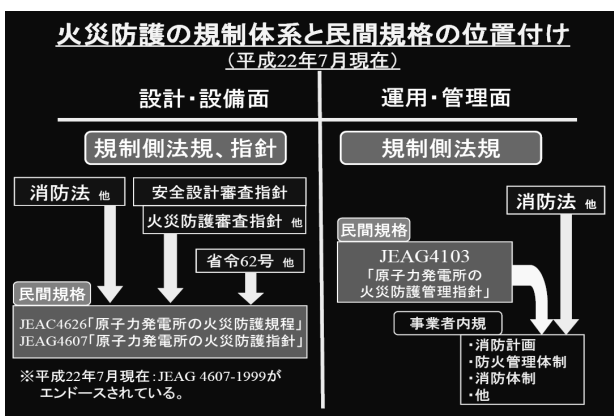 火災防護の規制体系と民間規格の位置付け
(平成22年7月現在)
設計・設備面
運用・管理面
規制側法規、指針
規制側法規
消防法 他
安全設計審査指針
火災防護審査指針 他
省令62号 他
民間規格
JEAC4626「原子力発電所の火災防護規程」
JEAG4607「原子力発電所の火災防護指針」
※平成22年7月現在:JEAG 4607-1999が
エンドースされている。
消防法 他
民間規格
JEAG4103
「原子力発電所の
火災防護管理指針」
事業者内規
・消防計画
・防火管理体制
・消防体制
・他